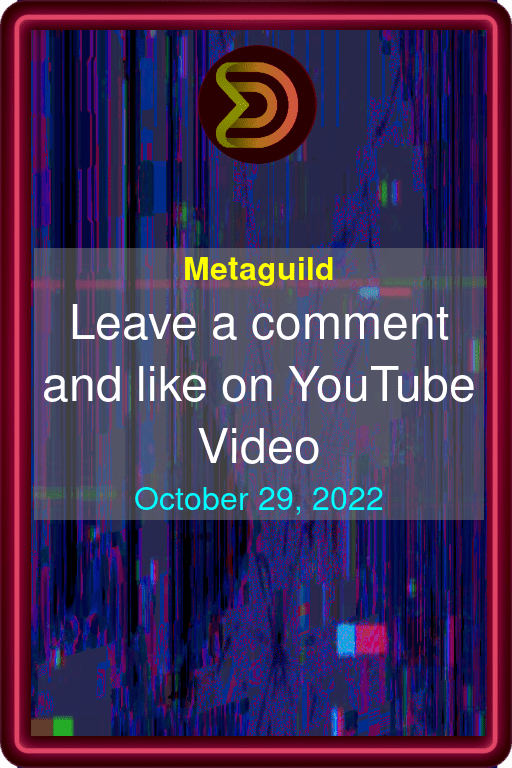 Metaguild
Leave a comment
and like on YouTube
Video
October 29, 2022